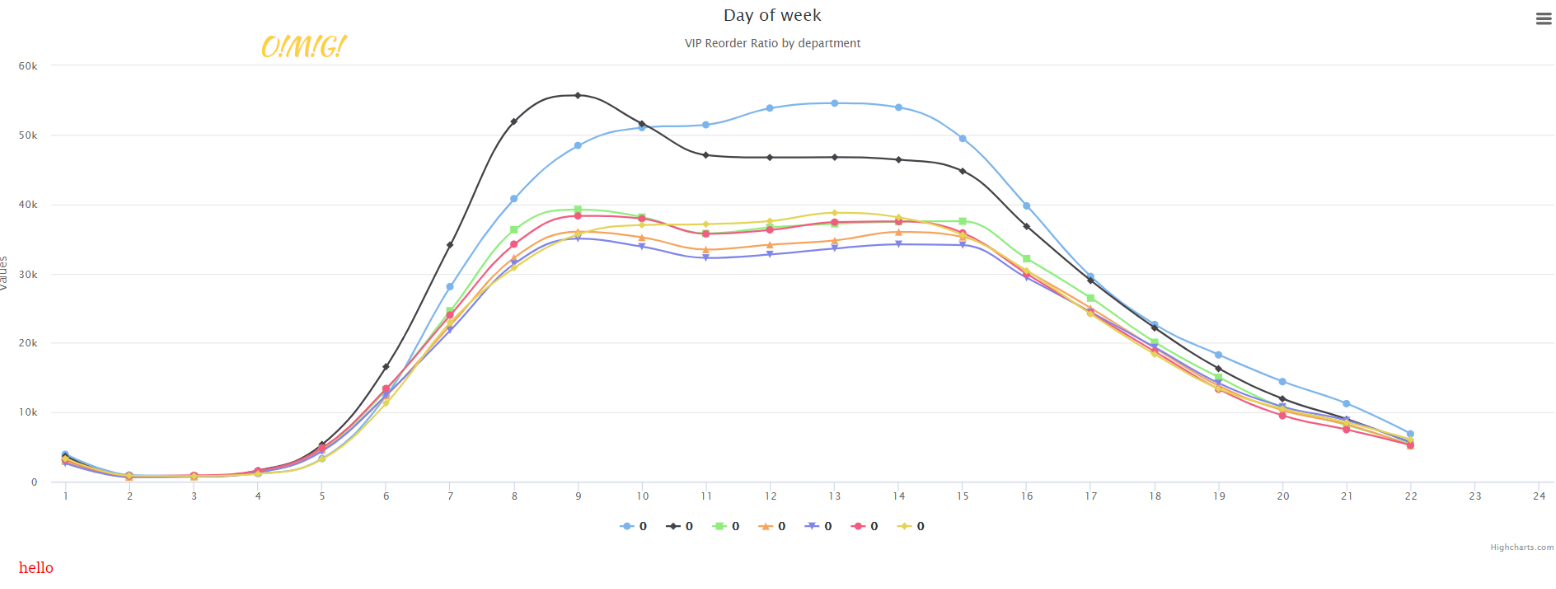 Day of week
O!M!G!
VIP Reorder Ratio by department
60k
50k
40k
30k
20k
10k
0
Values
1 2 3 4 5 6 7 8 9 10 11 12 13 14 15 16 17 18 19 20 21 22 23 24
0 0 0 0 0 0 0
Highcharts.com
hello